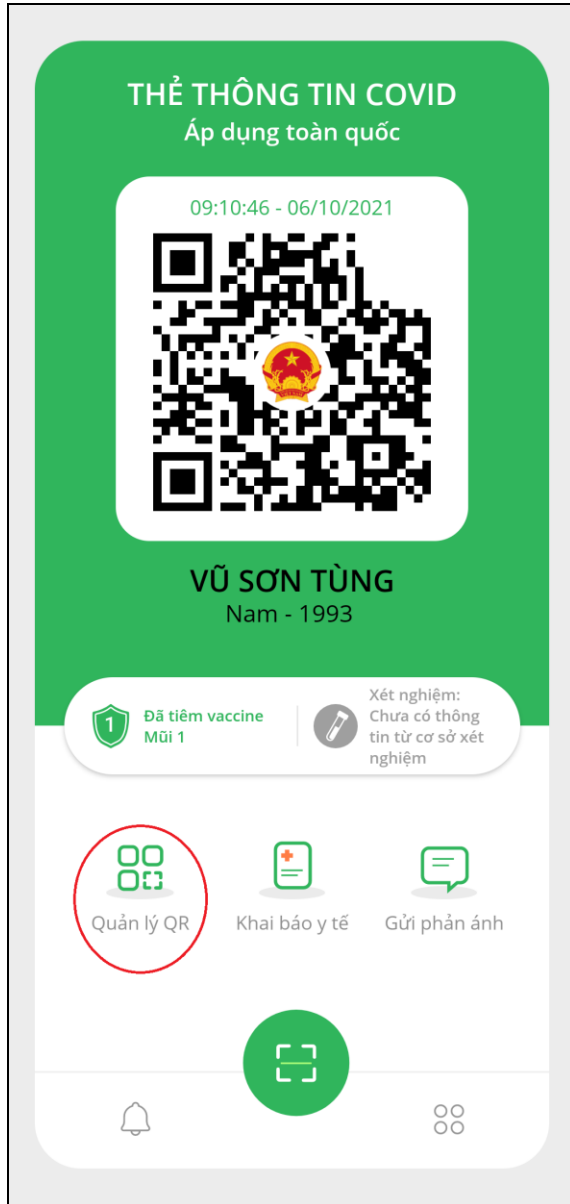 THẺ THÔNG TIN COVID
Áp dụng toàn quốc
09:10:46 - 06/10/2021
VŨ SƠN TÙNG
Nam - 1993
1
Đã tiêm vaccine
Mũi 1
Xét nghiệm:
Chưa có thông
tin từ cơ sở xét
nghiệm
Quản lý QR
Khai báo y tế
Gửi phản ánh